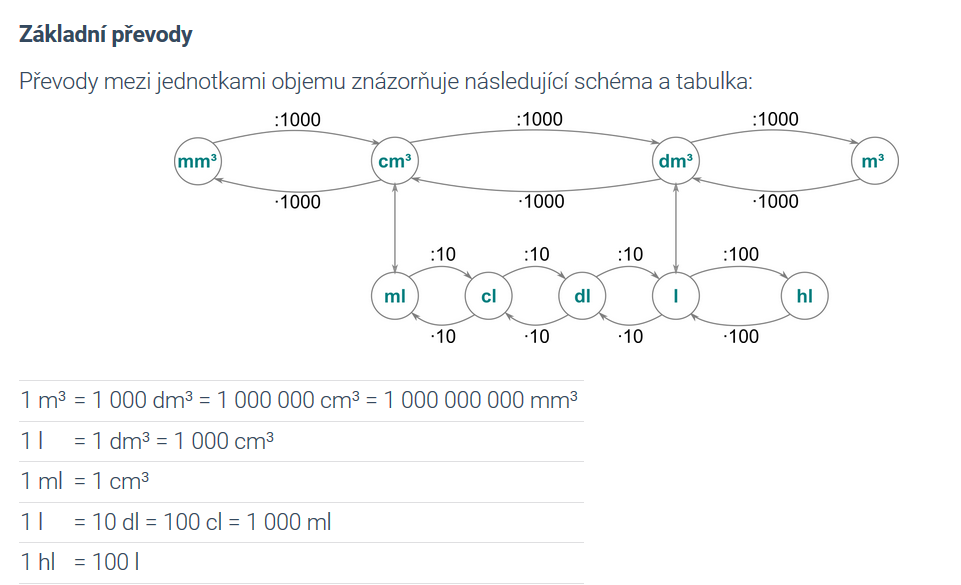 Základní převody
Převody mezi jednotkami objemu znázorňuje následující schéma a tabulka:
:1000 :1000 :1000
mm³ cm³ dm³ m³
·1000 ·1000 ·1000
:10 :10 :10 :100
ml cl dl l hl
·10 ·10 ·10 ·100
1 m³ = 1 000 dm³ = 1 000 000 cm³ = 1 000 000 000 mm³
1 l = 1 dm³ = 1 000 cm³
1 ml = 1 cm³
1 l = 10 dl = 100 cl = 1 000 ml
1 hl = 100 l